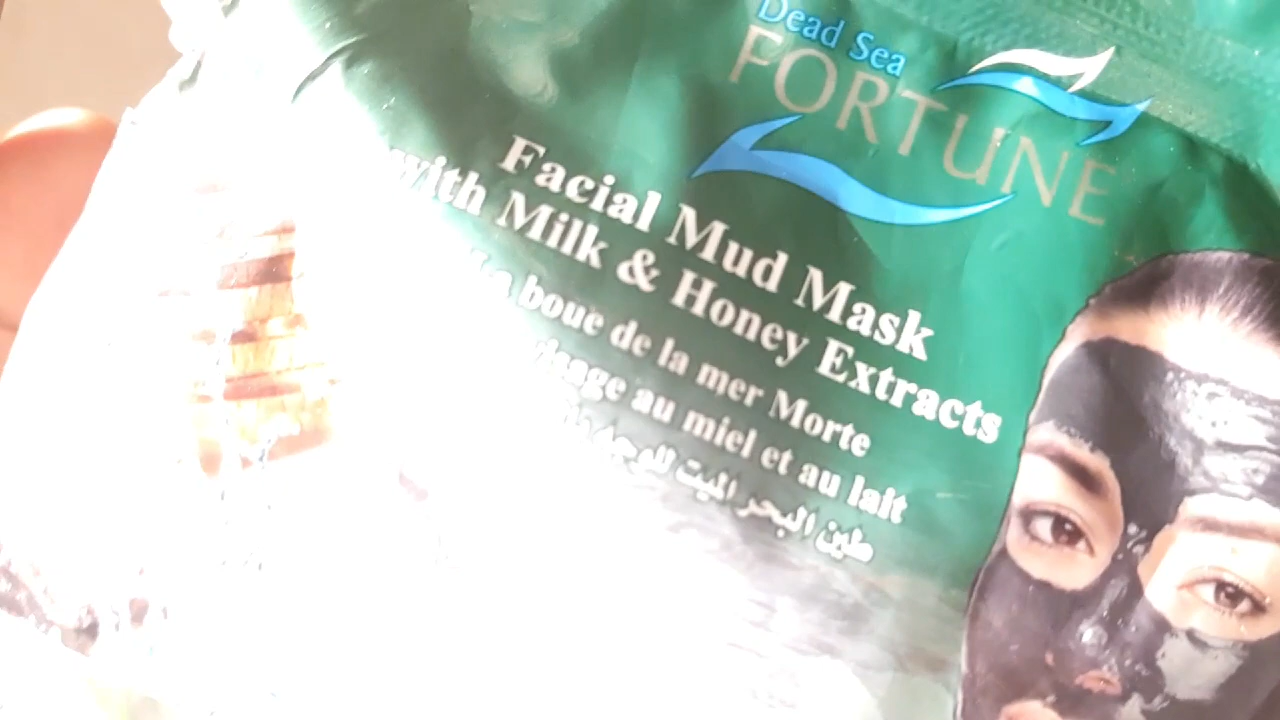 Dead Sea
FORTUNE
Facial Mud Mask
with Milk & Honey Extracts
boue de la mer Morte
visage au miel et au lait
طين البحر الميت للوجه